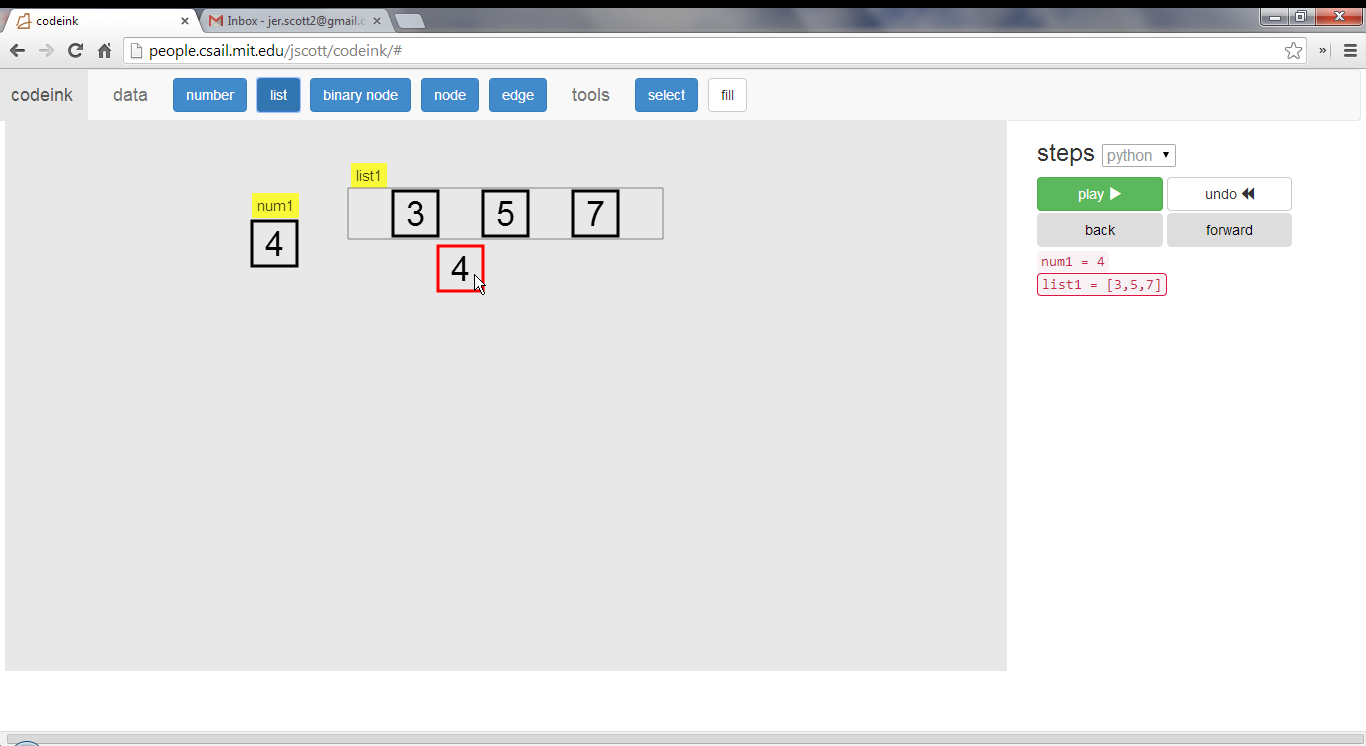 codeink
Inbox - jer.scott2@gmail.c
people.csail.mit.edu/jscott/codeink/#
codeink data number list binary node node edge tools select fill
steps python
play undo
back forward
num1 = 4
list1 = [3,5,7]
list1
num1
3 5 7
4
4